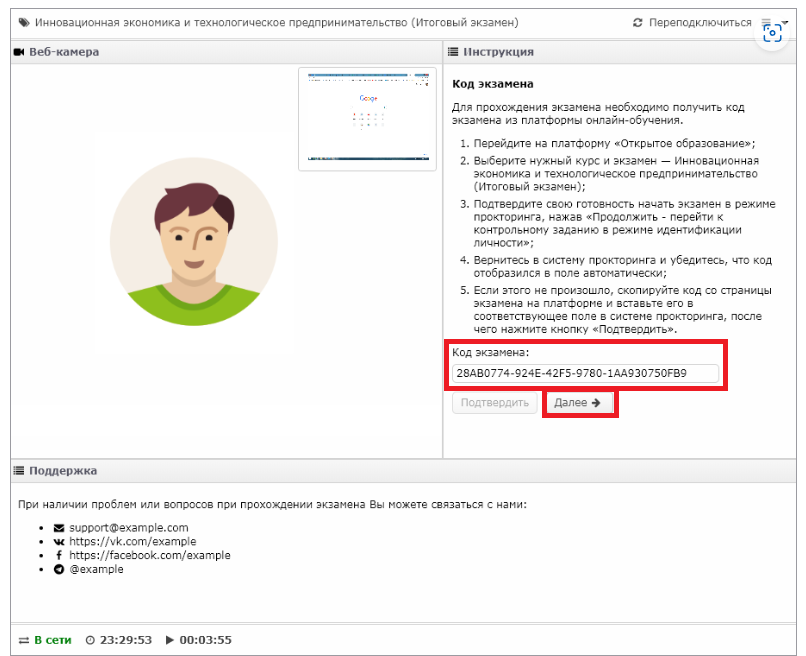 Инновационная экономика и технологическое предпринимательство (Итоговый экзамен)
Переподключиться
Веб-камера
Google
Инструкция
Код экзамена
Для прохождения экзамена необходимо получить код
экзамена из платформы онлайн-обучения.
1. Перейдите на платформу «Открытое образование»;
2. Выберите нужный курс и экзамен — Инновационная
экономика и технологическое предпринимательство
(Итоговый экзамен);
3. Подтвердите свою готовность начать экзамен в режиме
прокторинга, нажав «Продолжить - перейти к
контрольному заданию в режиме идентификации
личности»;
4. Вернитесь в систему прокторинга и убедитесь, что код
отобразился в поле автоматически;
5. Если этого не произошло, скопируйте код со страницы
экзамена на платформе и вставьте его в
соответствующее поле в системе прокторинга, после
чего нажмите кнопку «Подтвердить».
Код экзамена:
28AB0774-924E-42F5-9780-1AA930750FB9
Подтвердить
Далее
Поддержка
При наличии проблем или вопросов при прохождении экзамена Вы можете связаться с нами:
support@example.com
https://vk.com/example
https://facebook.com/example
@example
В сети 23:29:53 00:03:55